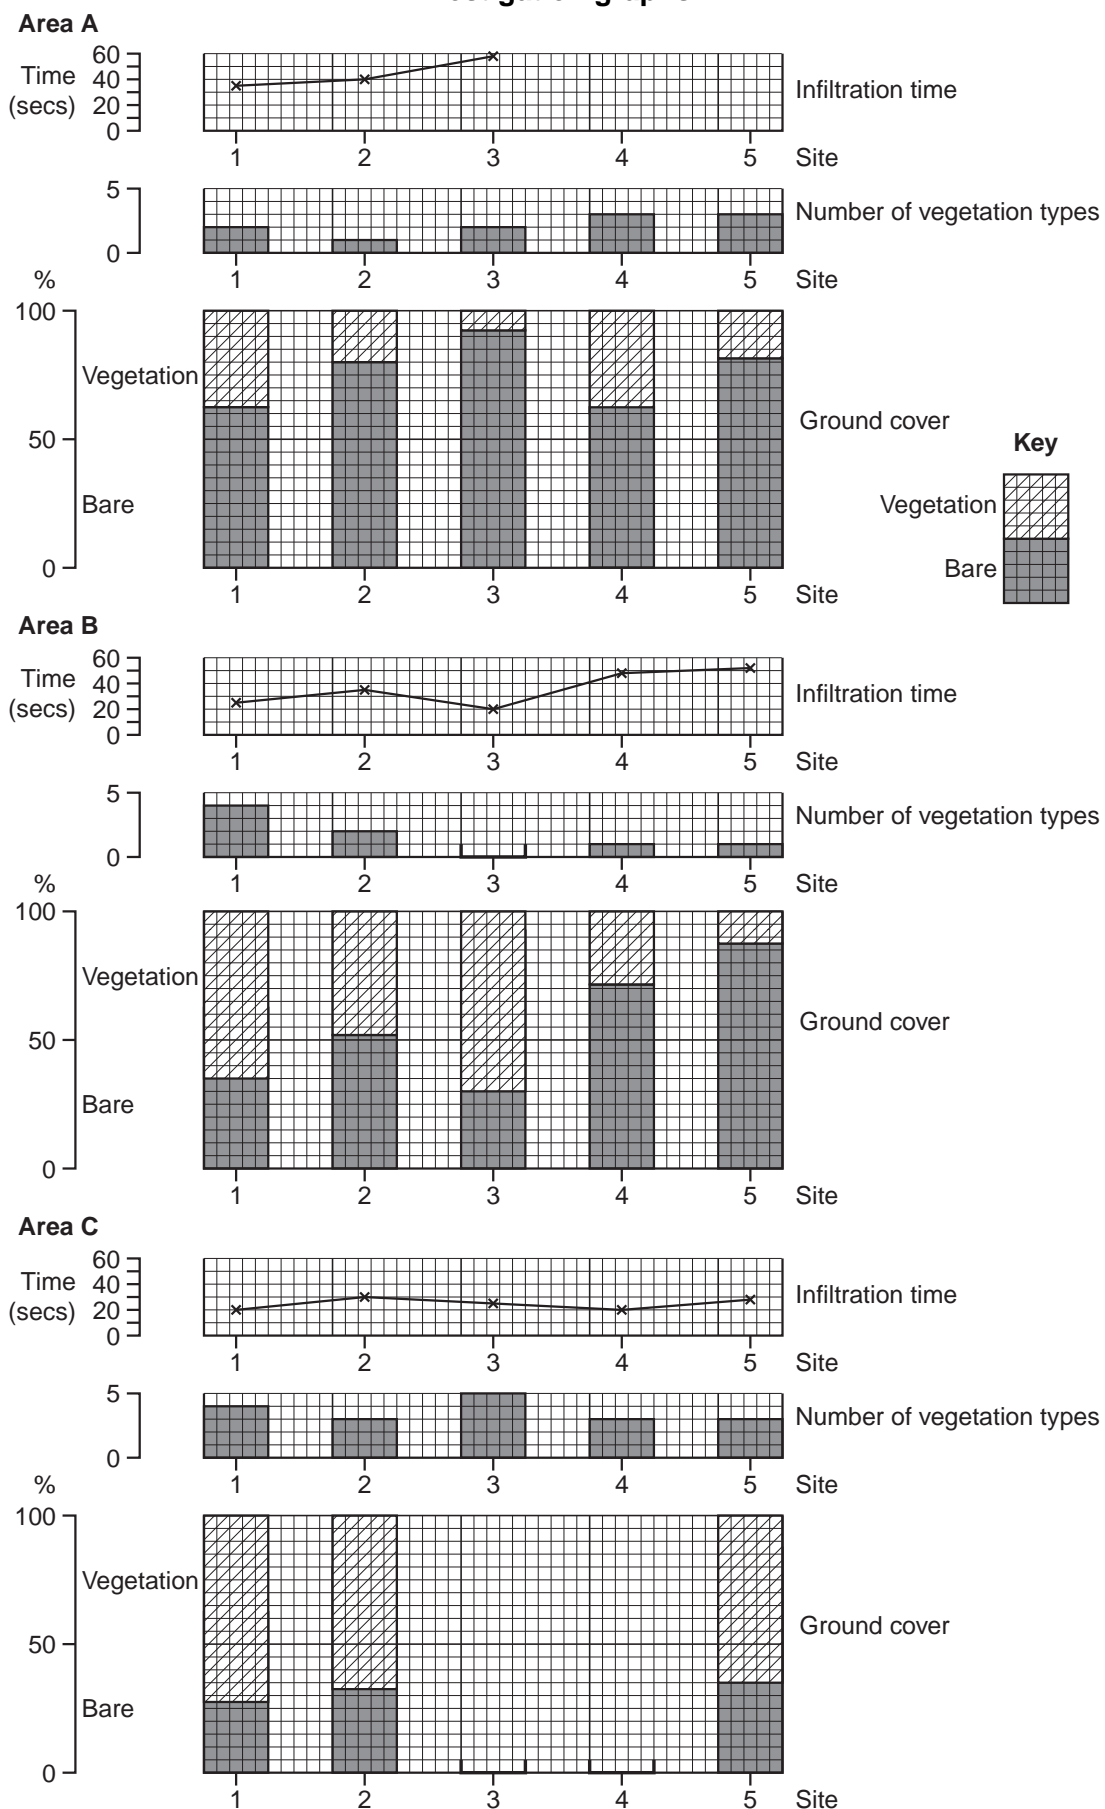 Area A
60
Time 40
(secs) 20
0
Infiltration time
1 2 3 4 5 Site
5
0
Number of vegetation types
1 2 3 4 5 Site
%
100
Vegetation
50
Bare
0
Ground cover
Key
Vegetation
Bare
1 2 3 4 5 Site
Area B
60
Time 40
(secs) 20
0
Infiltration time
1 2 3 4 5 Site
5
0
Number of vegetation types
1 2 3 4 5 Site
%
100
Vegetation
50
Bare
0
Ground cover
1 2 3 4 5 Site
Area C
60
Time 40
(secs) 20
0
Infiltration time
1 2 3 4 5 Site
5
0
Number of vegetation types
1 2 3 4 5 Site
%
100
Vegetation
50
Bare
0
Ground cover
1 2 3 4 5 Site